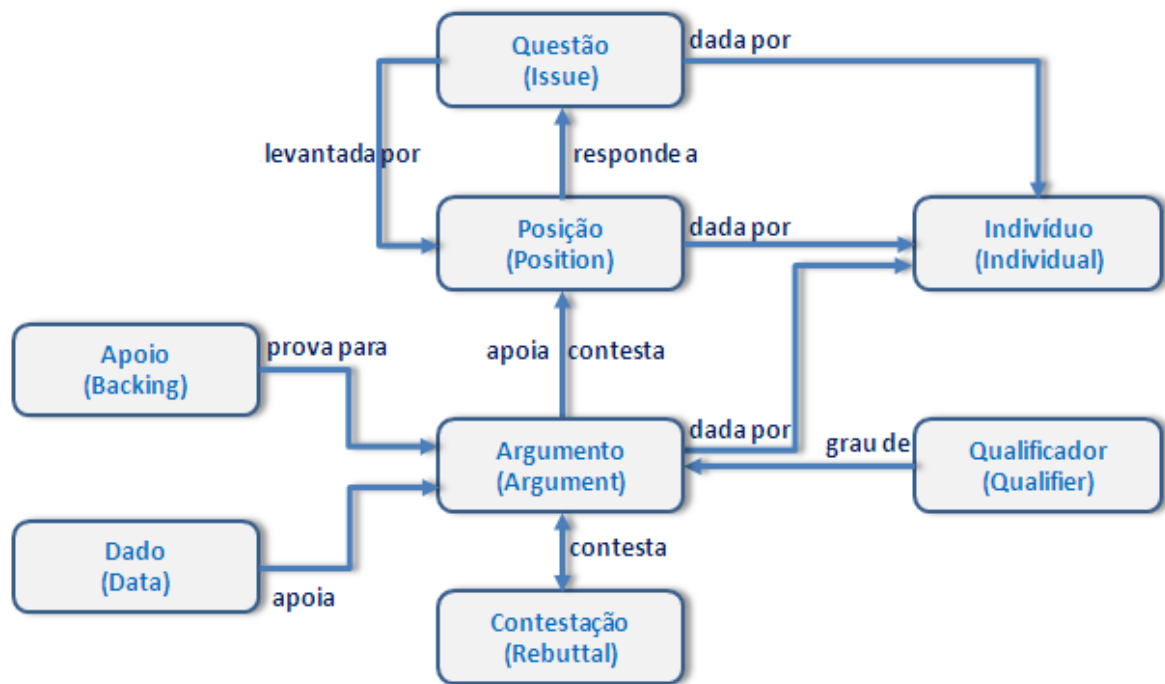 Questão
(Issue)
dada por
levantada por
responde a
Posição
(Position)
dada por
Indivíduo
(Individual)
Apoio
(Backing)
prova para
apoia
contesta
Argumento
(Argument)
dada por
grau de
Qualificador
(Qualifier)
Dado
(Data)
apoia
contesta
Contestação
(Rebuttal)